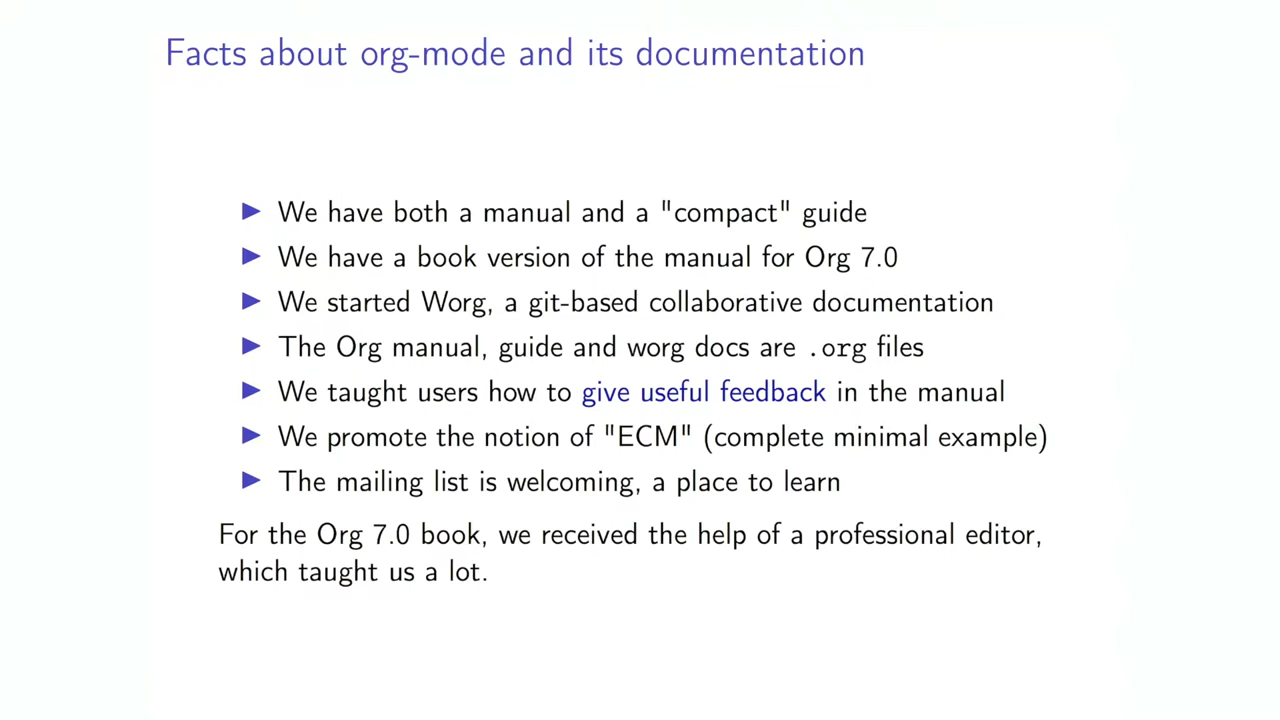 Facts about org-mode and its documentation
▶ We have both a manual and a "compact" guide
▶ We have a book version of the manual for Org 7.0
▶ We started Worg, a git-based collaborative documentation
▶ The Org manual, guide and worg docs are .org files
▶ We taught users how to give useful feedback in the manual
▶ We promote the notion of "ECM" (complete minimal example)
▶ The mailing list is welcoming, a place to learn
For the Org 7.0 book, we received the help of a professional editor,
which taught us a lot.